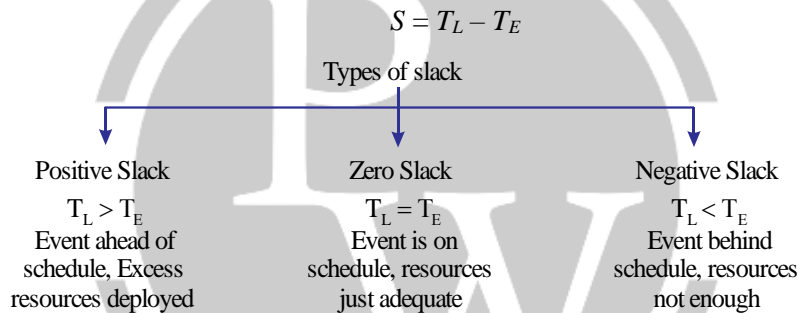 S = T_L – T_E
Types of slack
Positive Slack
T_L > T_E
Event ahead of
schedule, Excess
resources deployed
Zero Slack
T_L = T_E
Event is on
schedule, resources
just adequate
Negative Slack
T_L < T_E
Event behind
schedule, resources
not enough